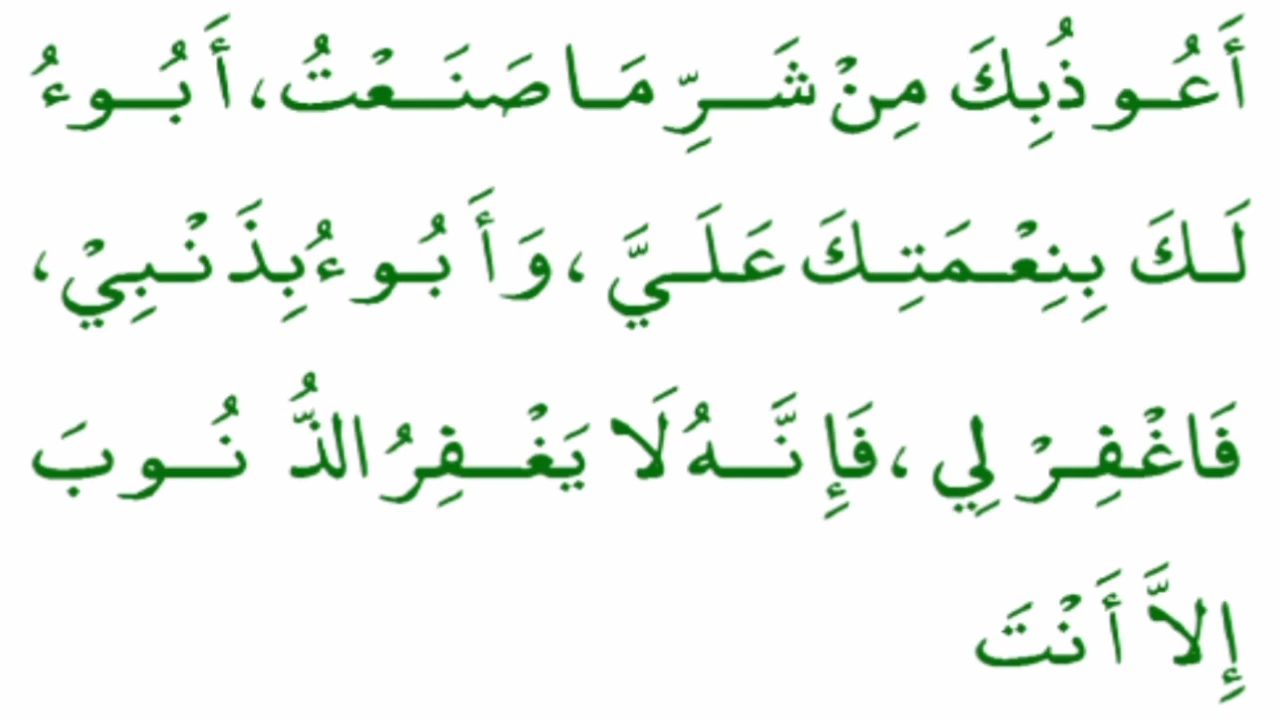 أَعُوذُبِكَ مِنْ شَرِّ مَا صَنَعْتُ، أَبُوءُ
لَكَ بِنِعْمَتِكَ عَلَيَّ، وَأَبُوءُ بِذَنْبِيْ،
فَاغْفِرْ لِي، فَإِنَّهُ لَا يَغْفِرُ الذُّنُوبَ
إِلاَّ أَنْتَ